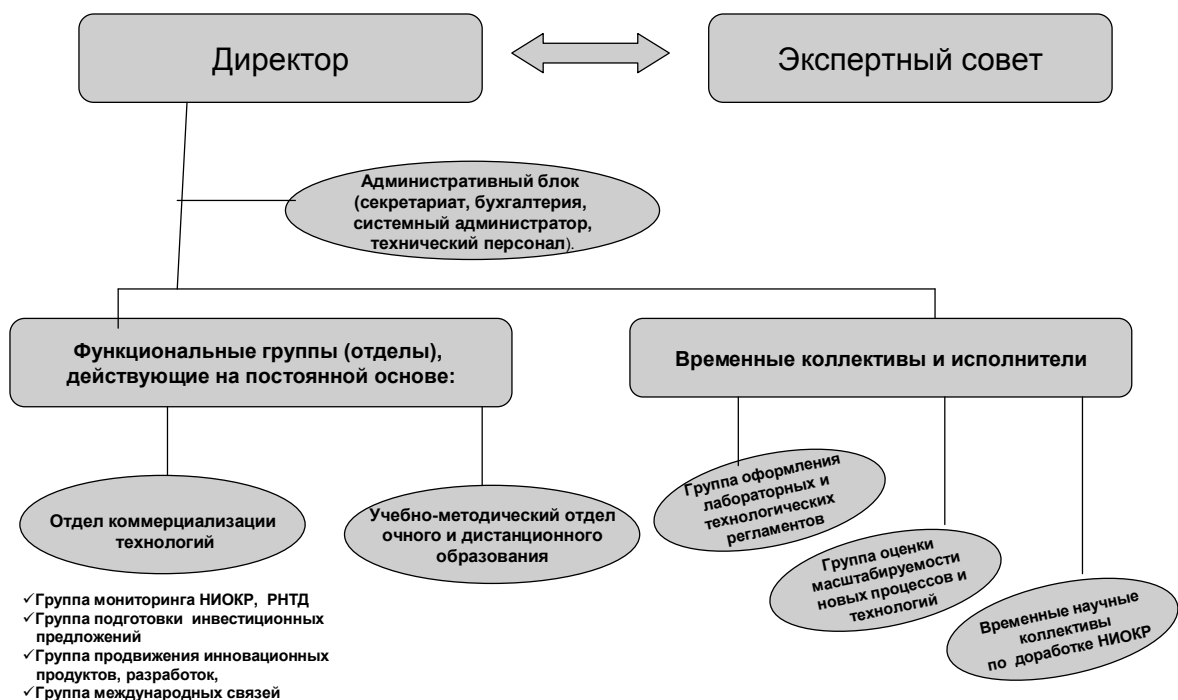 Директор
Экспертный совет
Административный блок
(секретариат, бухгалтерия,
системный администратор,
технический персонал).
Функциональные группы (отделы),
действующие на постоянной основе:
Временные коллективы и исполнители
Отдел коммерциализации
технологий
Учебно-методический отдел
очного и дистанционного
образования
Группа оформления
лабораторных и
технологических
регламентов
Группа оценки
масштабируемости
новых процессов и
технологий
Временные научные
коллективы
по доработке НИОКР
✓Группа мониторинга НИОКР, РНТД
✓Группа подготовки инвестиционных
предложений
✓Группа продвижения инновационных
продуктов, разработок,
✓Группа международных связей